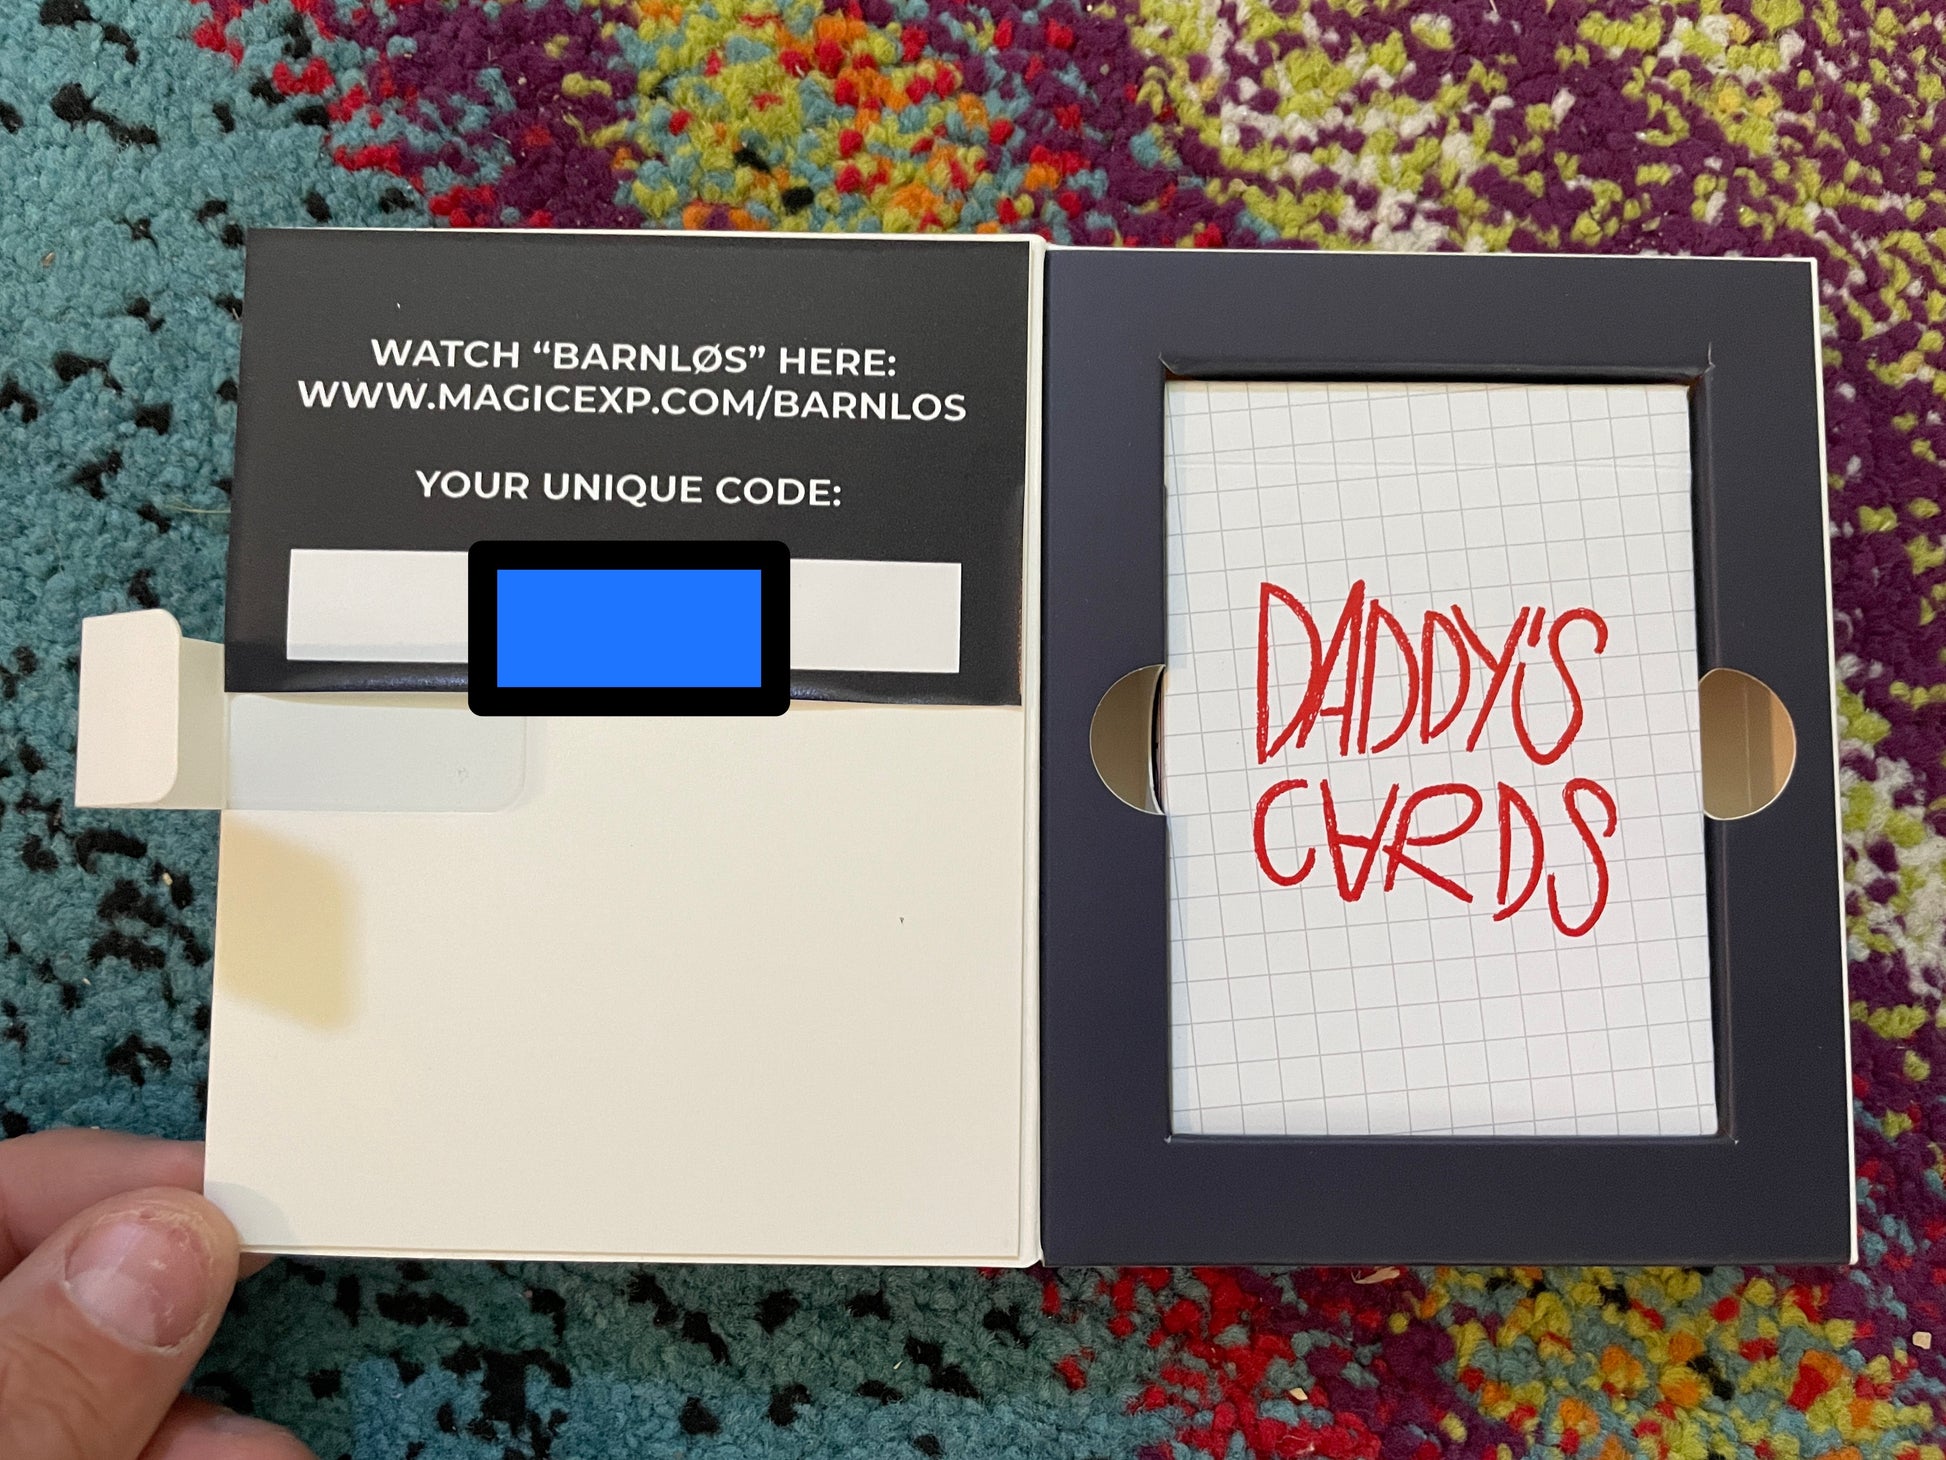 WATCH “BARNLØS” HERE:
WWW.MAGICEXP.COM/BARNLOS
YOUR UNIQUE CODE:
DADDY'S
CARDS